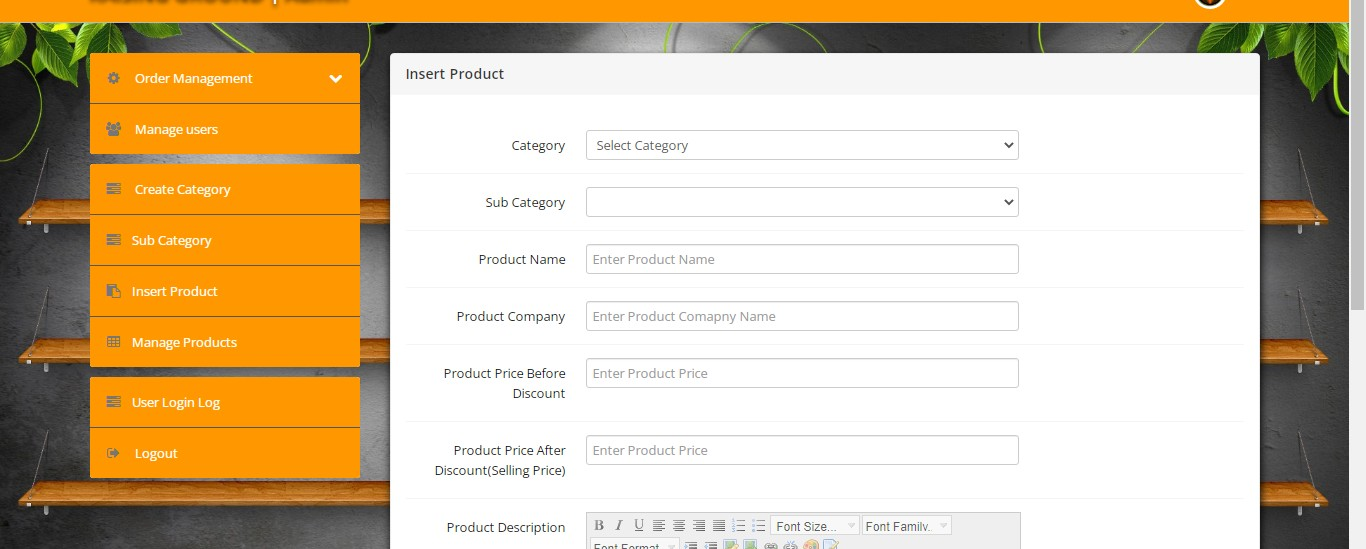 Order Management
Manage users
Create Category
Sub Category
Insert Product
Manage Products
User Login Log
Logout
Insert Product
Category
Select Category
Sub Category
Product Name
Enter Product Name
Product Company
Enter Product Comapny Name
Product Price Before
Discount
Enter Product Price
Product Price After
Discount(Selling Price)
Enter Product Price
Product Description
B I U Font Size... Font Family.
Font Format